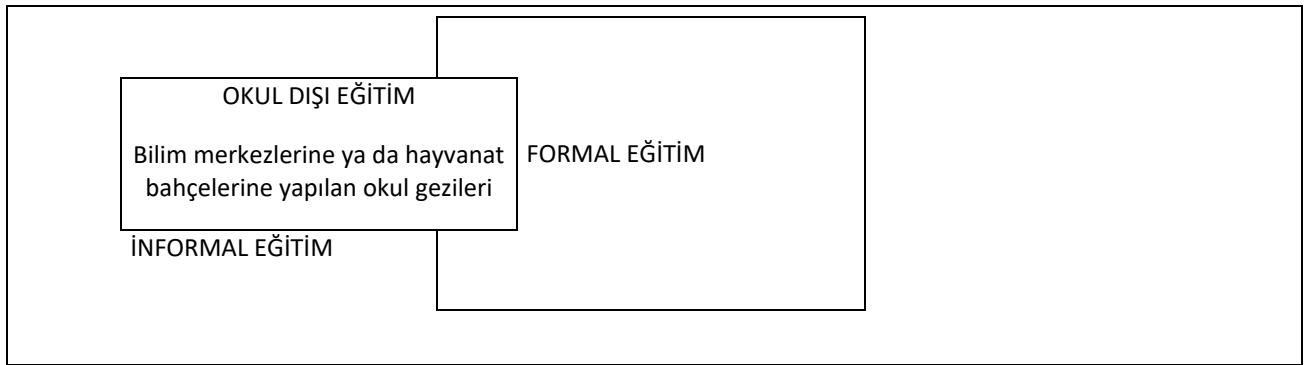 OKUL DIŞI EĞİTİM
Bilim merkezlerine ya da hayvanat
bahçelerine yapılan okul gezileri
FORMAL EĞİTİM
İNFORMAL EĞİTİM